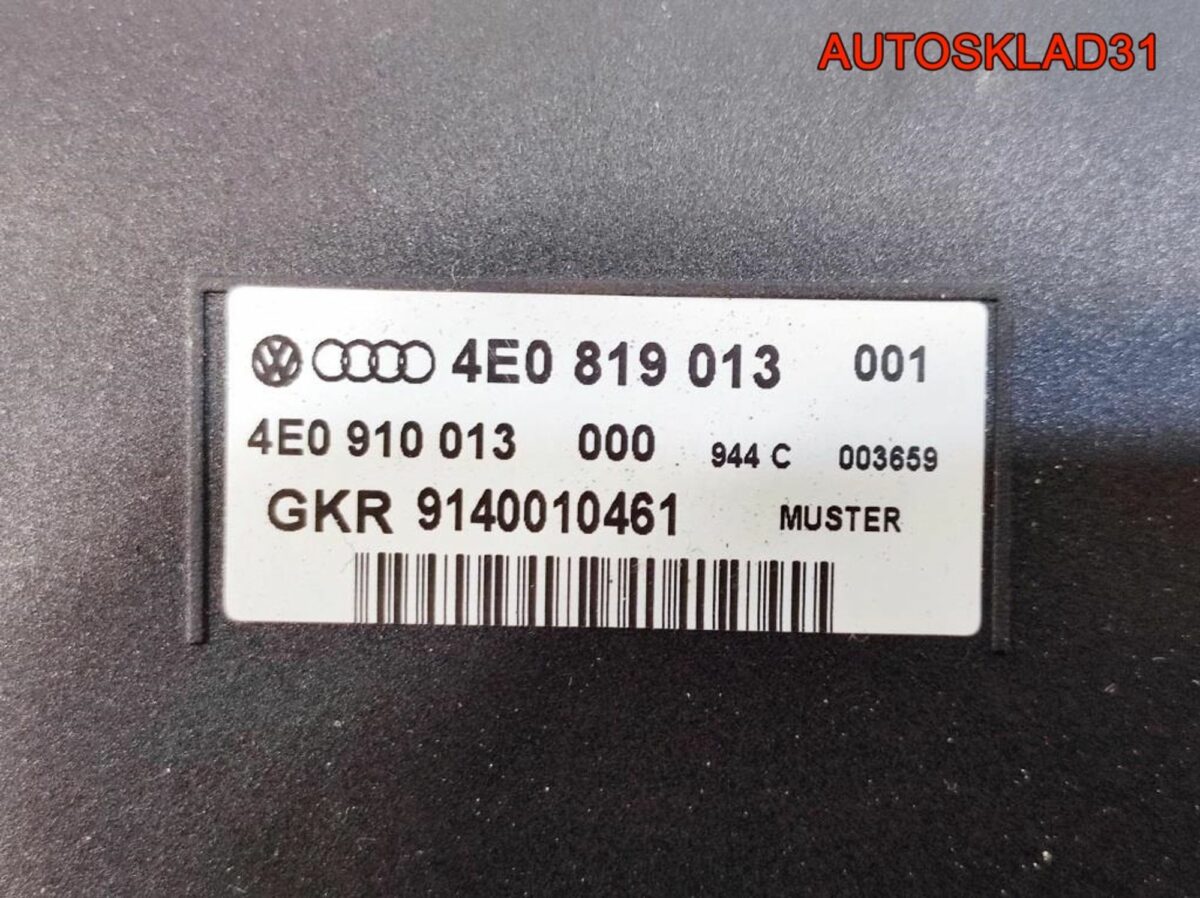 AUTOSKLAD31
4E0 819 013 001
4E0 910 013 000 944 C 003659
GKR 9140010461 MUSTER